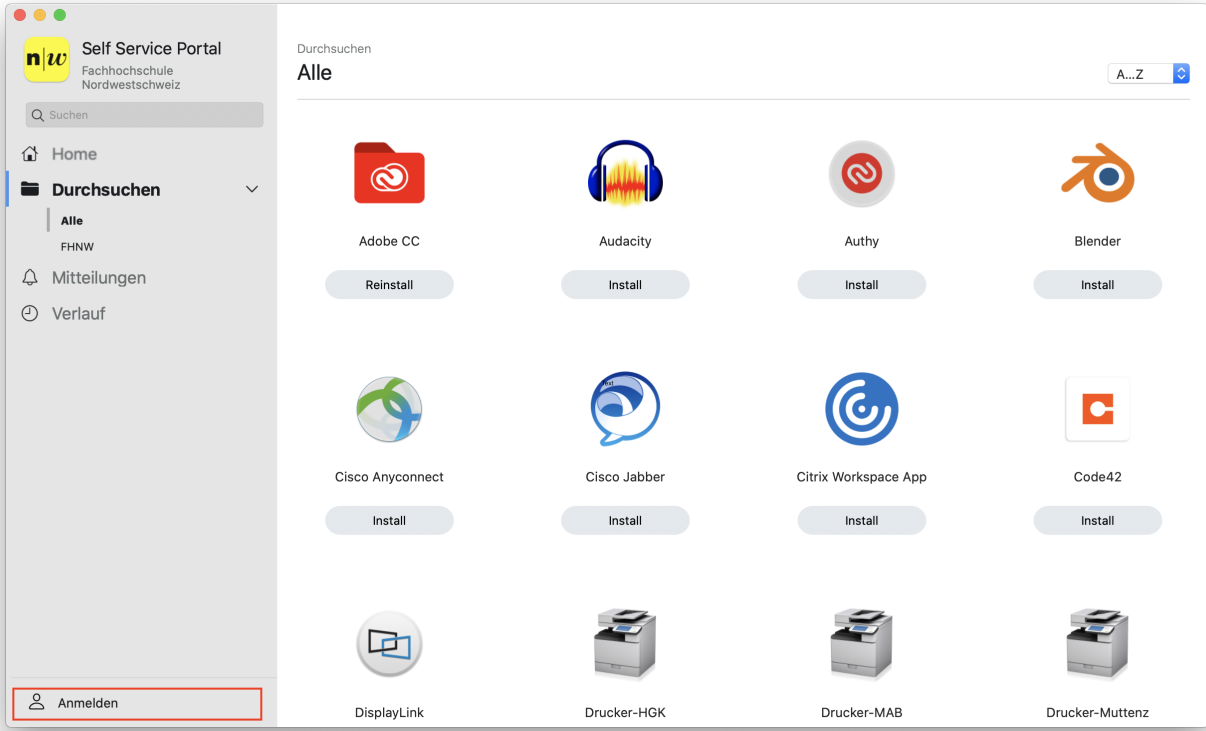 n|w
Self Service Portal
Fachhochschule
Nordwestschweiz
Suchen
Home
Durchsuchen
Alle
FHNW
Mitteilungen
Verlauf
Anmelden
Durchsuchen
Alle
A...Z
Adobe CC
Audacity
Authy
Blender
Reinstall
Install
Install
Install
Text
Cisco Anyconnect
Cisco Jabber
Citrix Workspace App
Code42
Install
Install
Install
Install
DisplayLink
Drucker-HGK
Drucker-MAB
Drucker-Muttenz